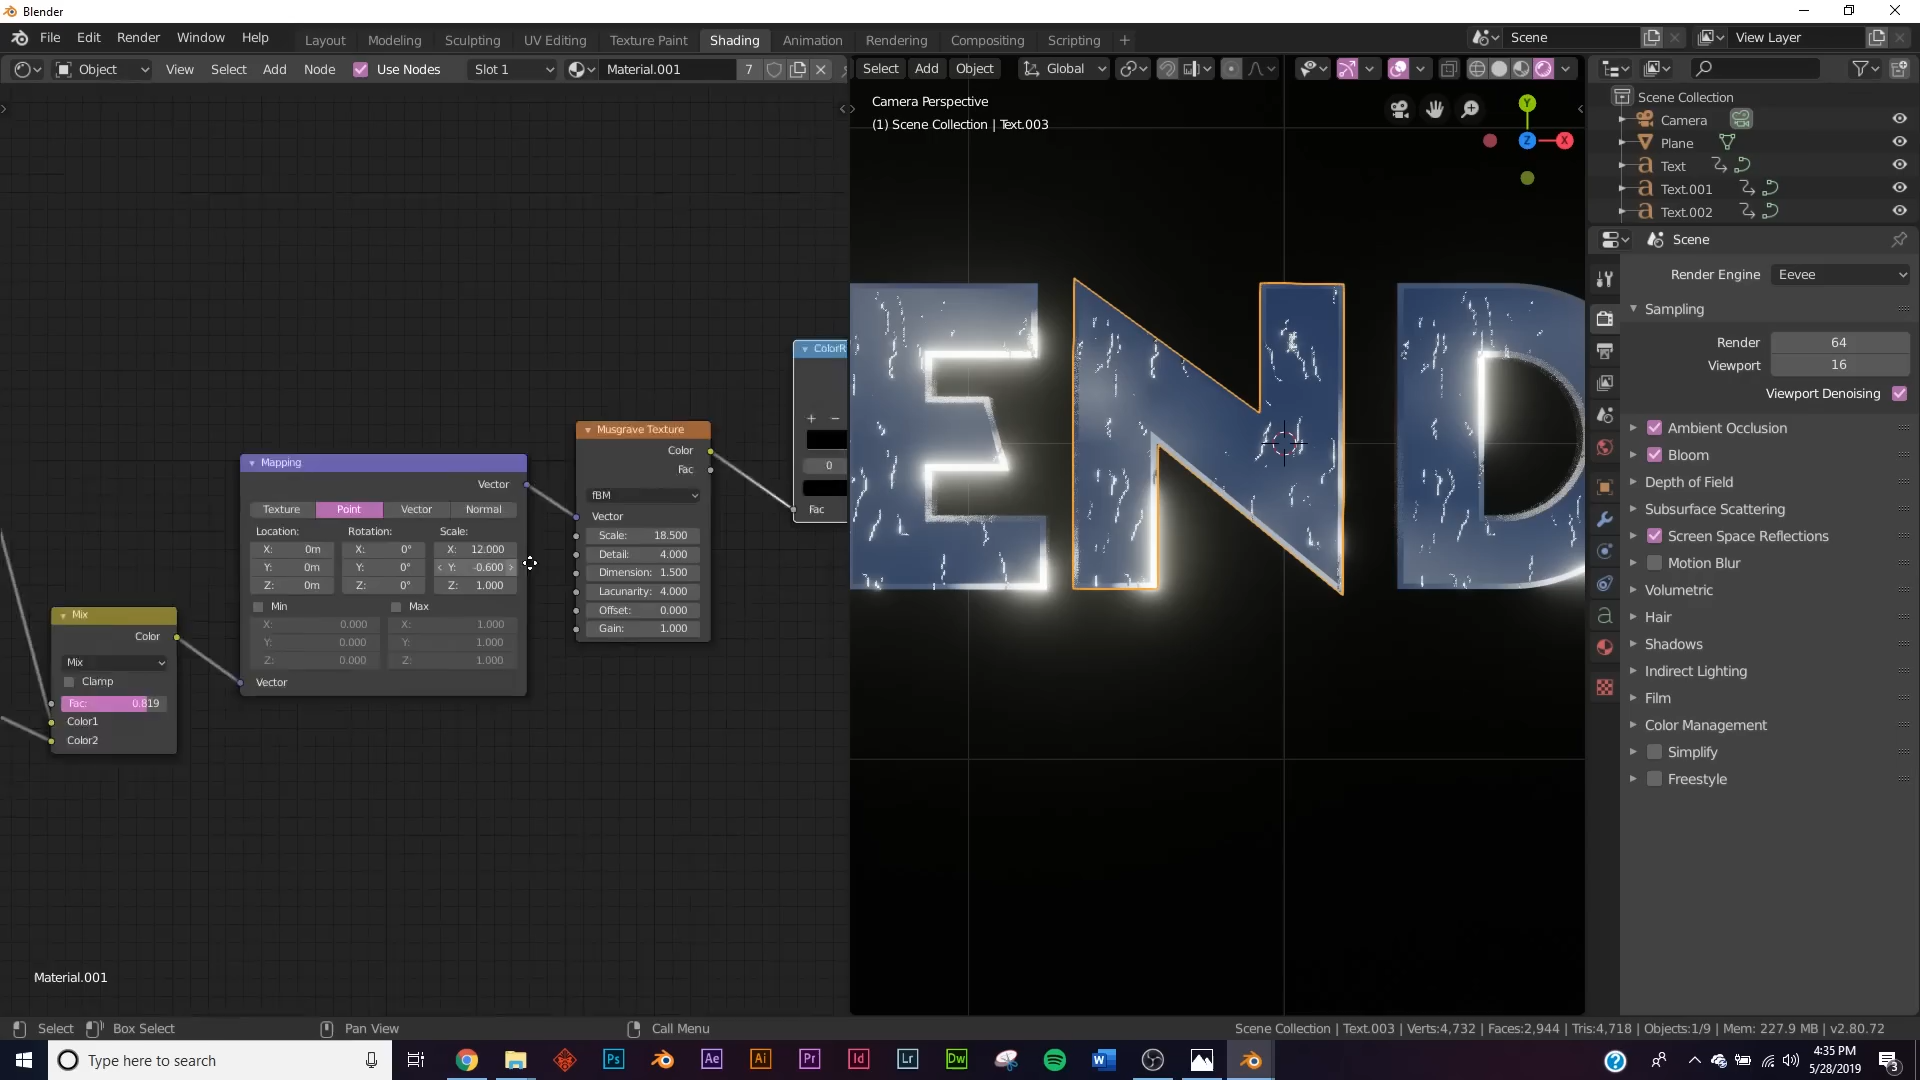 Blender
File Edit Render Window Help Layout Modeling Sculpting UV Editing Texture Paint Shading Animation Rendering Compositing Scripting + Scene View Layer
Object View Select Add Node Use Nodes Slot 1 Material.001 7 Select Add Object Global
Camera Perspective
(1) Scene Collection | Text.003
Y
Z
X
Scene Collection
Camera
Plane
Text
Text.001
Text.002
Scene
Render Engine Eevee
Sampling
Render 64
Viewport 16
Viewport Denoising
Ambient Occlusion
Bloom
Depth of Field
Subsurface Scattering
Screen Space Reflections
Motion Blur
Volumetric
Hair
Shadows
Indirect Lighting
Film
Color Management
Simplify
Freestyle
END
ColorR
0
Fac
Musgrave Texture
Color
Fac
fBM
Vector
Scale: 18.500
Detail: 4.000
Dimension: 1.500
Lacunarity: 4.000
Offset: 0.000
Gain: 1.000
Mapping
Vector
Texture Point Vector Normal
Location: Rotation: Scale:
X: 0m X: 0° X: 12.000
Y: 0m Y: 0° Y: -0.600
Z: 0m Z: 0° Z: 1.000
Min Max
X: 0.000 X: 1.000
Y: 0.000 Y: 1.000
Z: 0.000 Z: 1.000
Vector
Mix
Color
Mix
Clamp
Fac: 0.819
Color1
Color2
Material.001
Select Box Select Pan View Call Menu Scene Collection | Text.003 | Verts:4,732 | Faces:2,944 | Tris:4,718 | Objects:1/9 | Mem: 227.9 MB | v2.80.72
Type here to search Ps Ae Ai Pr Id Lr Dw W
4:35 PM
5/28/2019
3